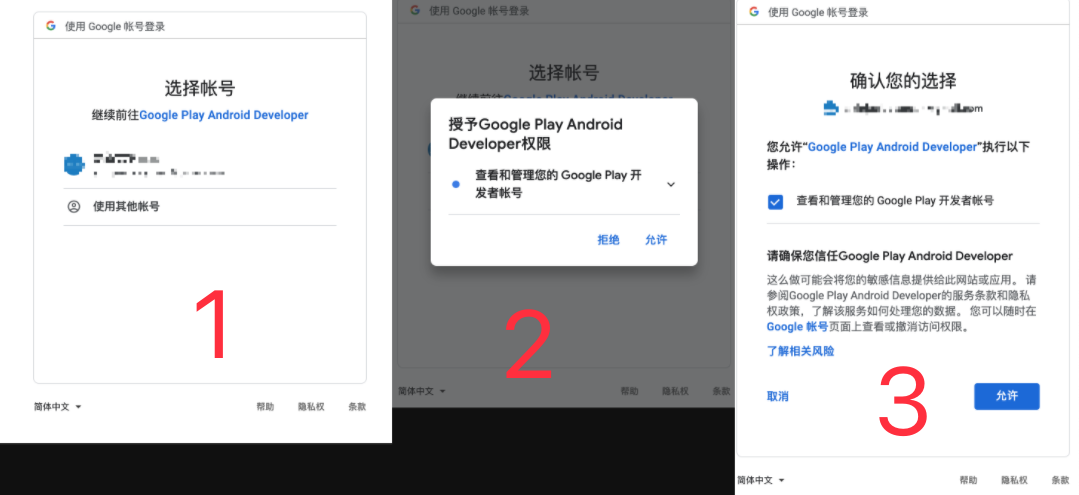 使用 Google 帐号登录
选择帐号
继续前往Google Play Android Developer
使用其他帐号
1
简体中文
帮助
隐私权
条款
使用 Google 帐号登录
选择帐号
继续前往Google Play Android Developer
授予Google Play Android
Developer权限
查看和管理您的 Google Play 开
发者帐号
拒绝
允许
2
简体中文
帮助
隐私权
条款
使用 Google 帐号登录
确认您的选择
您允许“Google Play Android Developer”执行以下
操作：
查看和管理您的 Google Play 开发者帐号
请确保您信任Google Play Android Developer
这么做可能会将您的敏感信息提供给此网站或应用。 请
参阅Google Play Android Developer的服务条款和隐私
权政策，了解该服务如何处理您的数据。 您可以随时在
Google 帐号页面上查看或撤消访问权限。
了解相关风险
取消
允许
3
简体中文
帮助
隐私权
条款